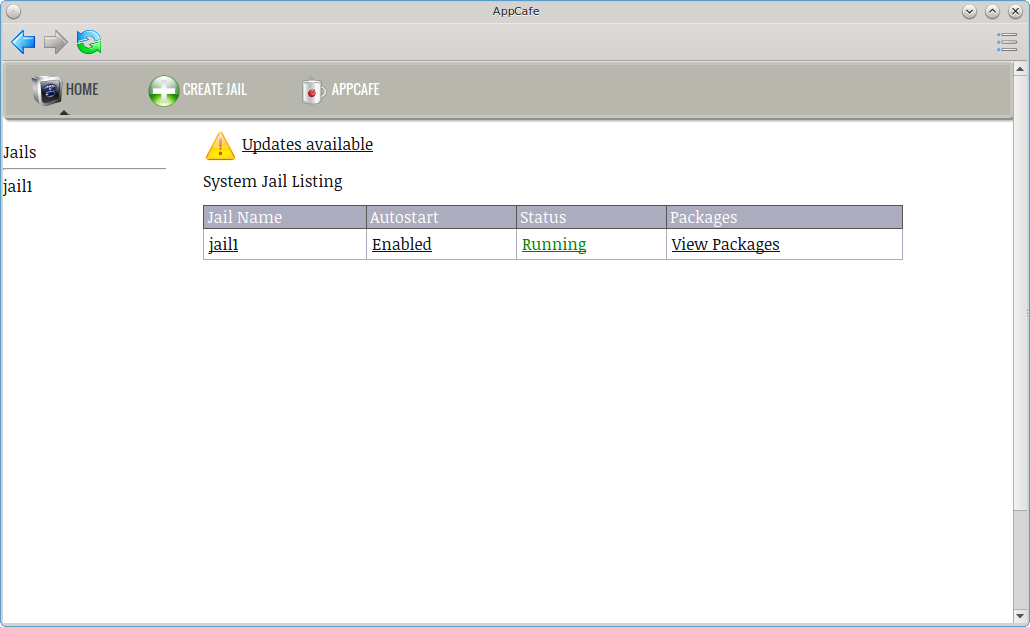 AppCafe
HOME CREATE JAIL APPCAFE
Jails
jail1
Updates available
System Jail Listing
Jail Name Autostart Status Packages
jail1 Enabled Running View Packages